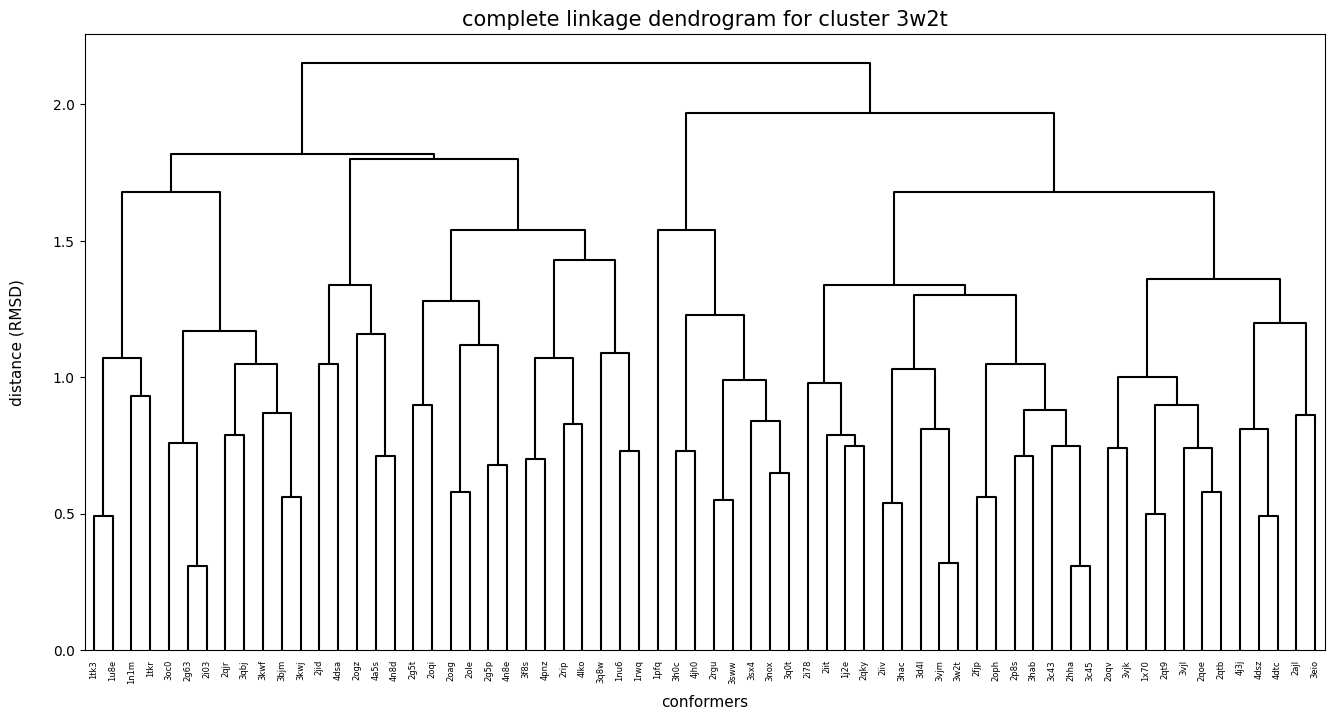 complete linkage dendrogram for cluster 3w2t
distance (RMSD)
2.0
1.5
1.0
0.5
0.0
1tk3 1u8e 1n1m 1tkr 3oc0 2g63 2i03 2qjr 3qbj 3kwf 3bjm 3kwj 2jid 4dsa 2ogz 4a5s 4n8d 2g5t 2oqi 2oag 2ole 2g5p 4n8e 3f8s 4pnz 2rip 4lko 3q8w 1nu6 1rwq 1pfq 3h0c 4jh0 2rgu 3sww 3sx4 3nox 3q0t 2i78 2iit 1j2e 2qky 2iiv 3hac 3d4l 3vjm 3w2t 2fjp 2oph 2p8s 3hab 3c43 2hha 3c45 2oqv 3vjk 1x70 2qt9 3vjl 2qoe 2qtb 4j3j 4dsz 4dtc 2ajl 3eio
conformers